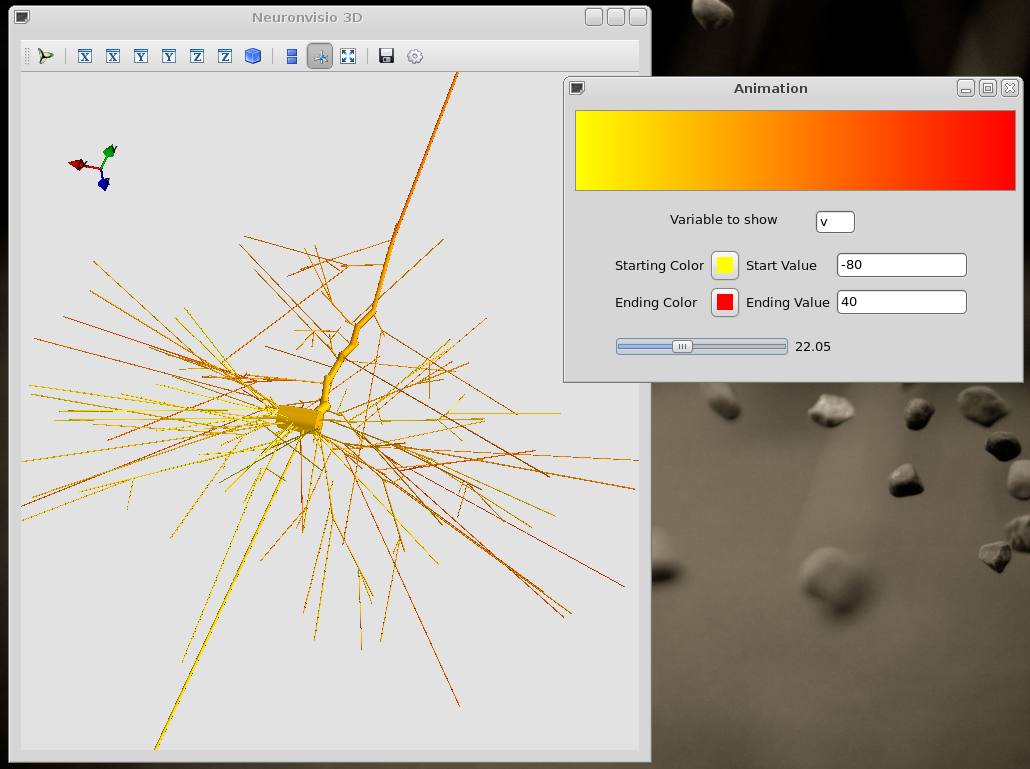 Neuronvisio 3D
X X Y Y Z Z
Animation
Variable to show v
Starting Color Start Value -80
Ending Color Ending Value 40
22.05